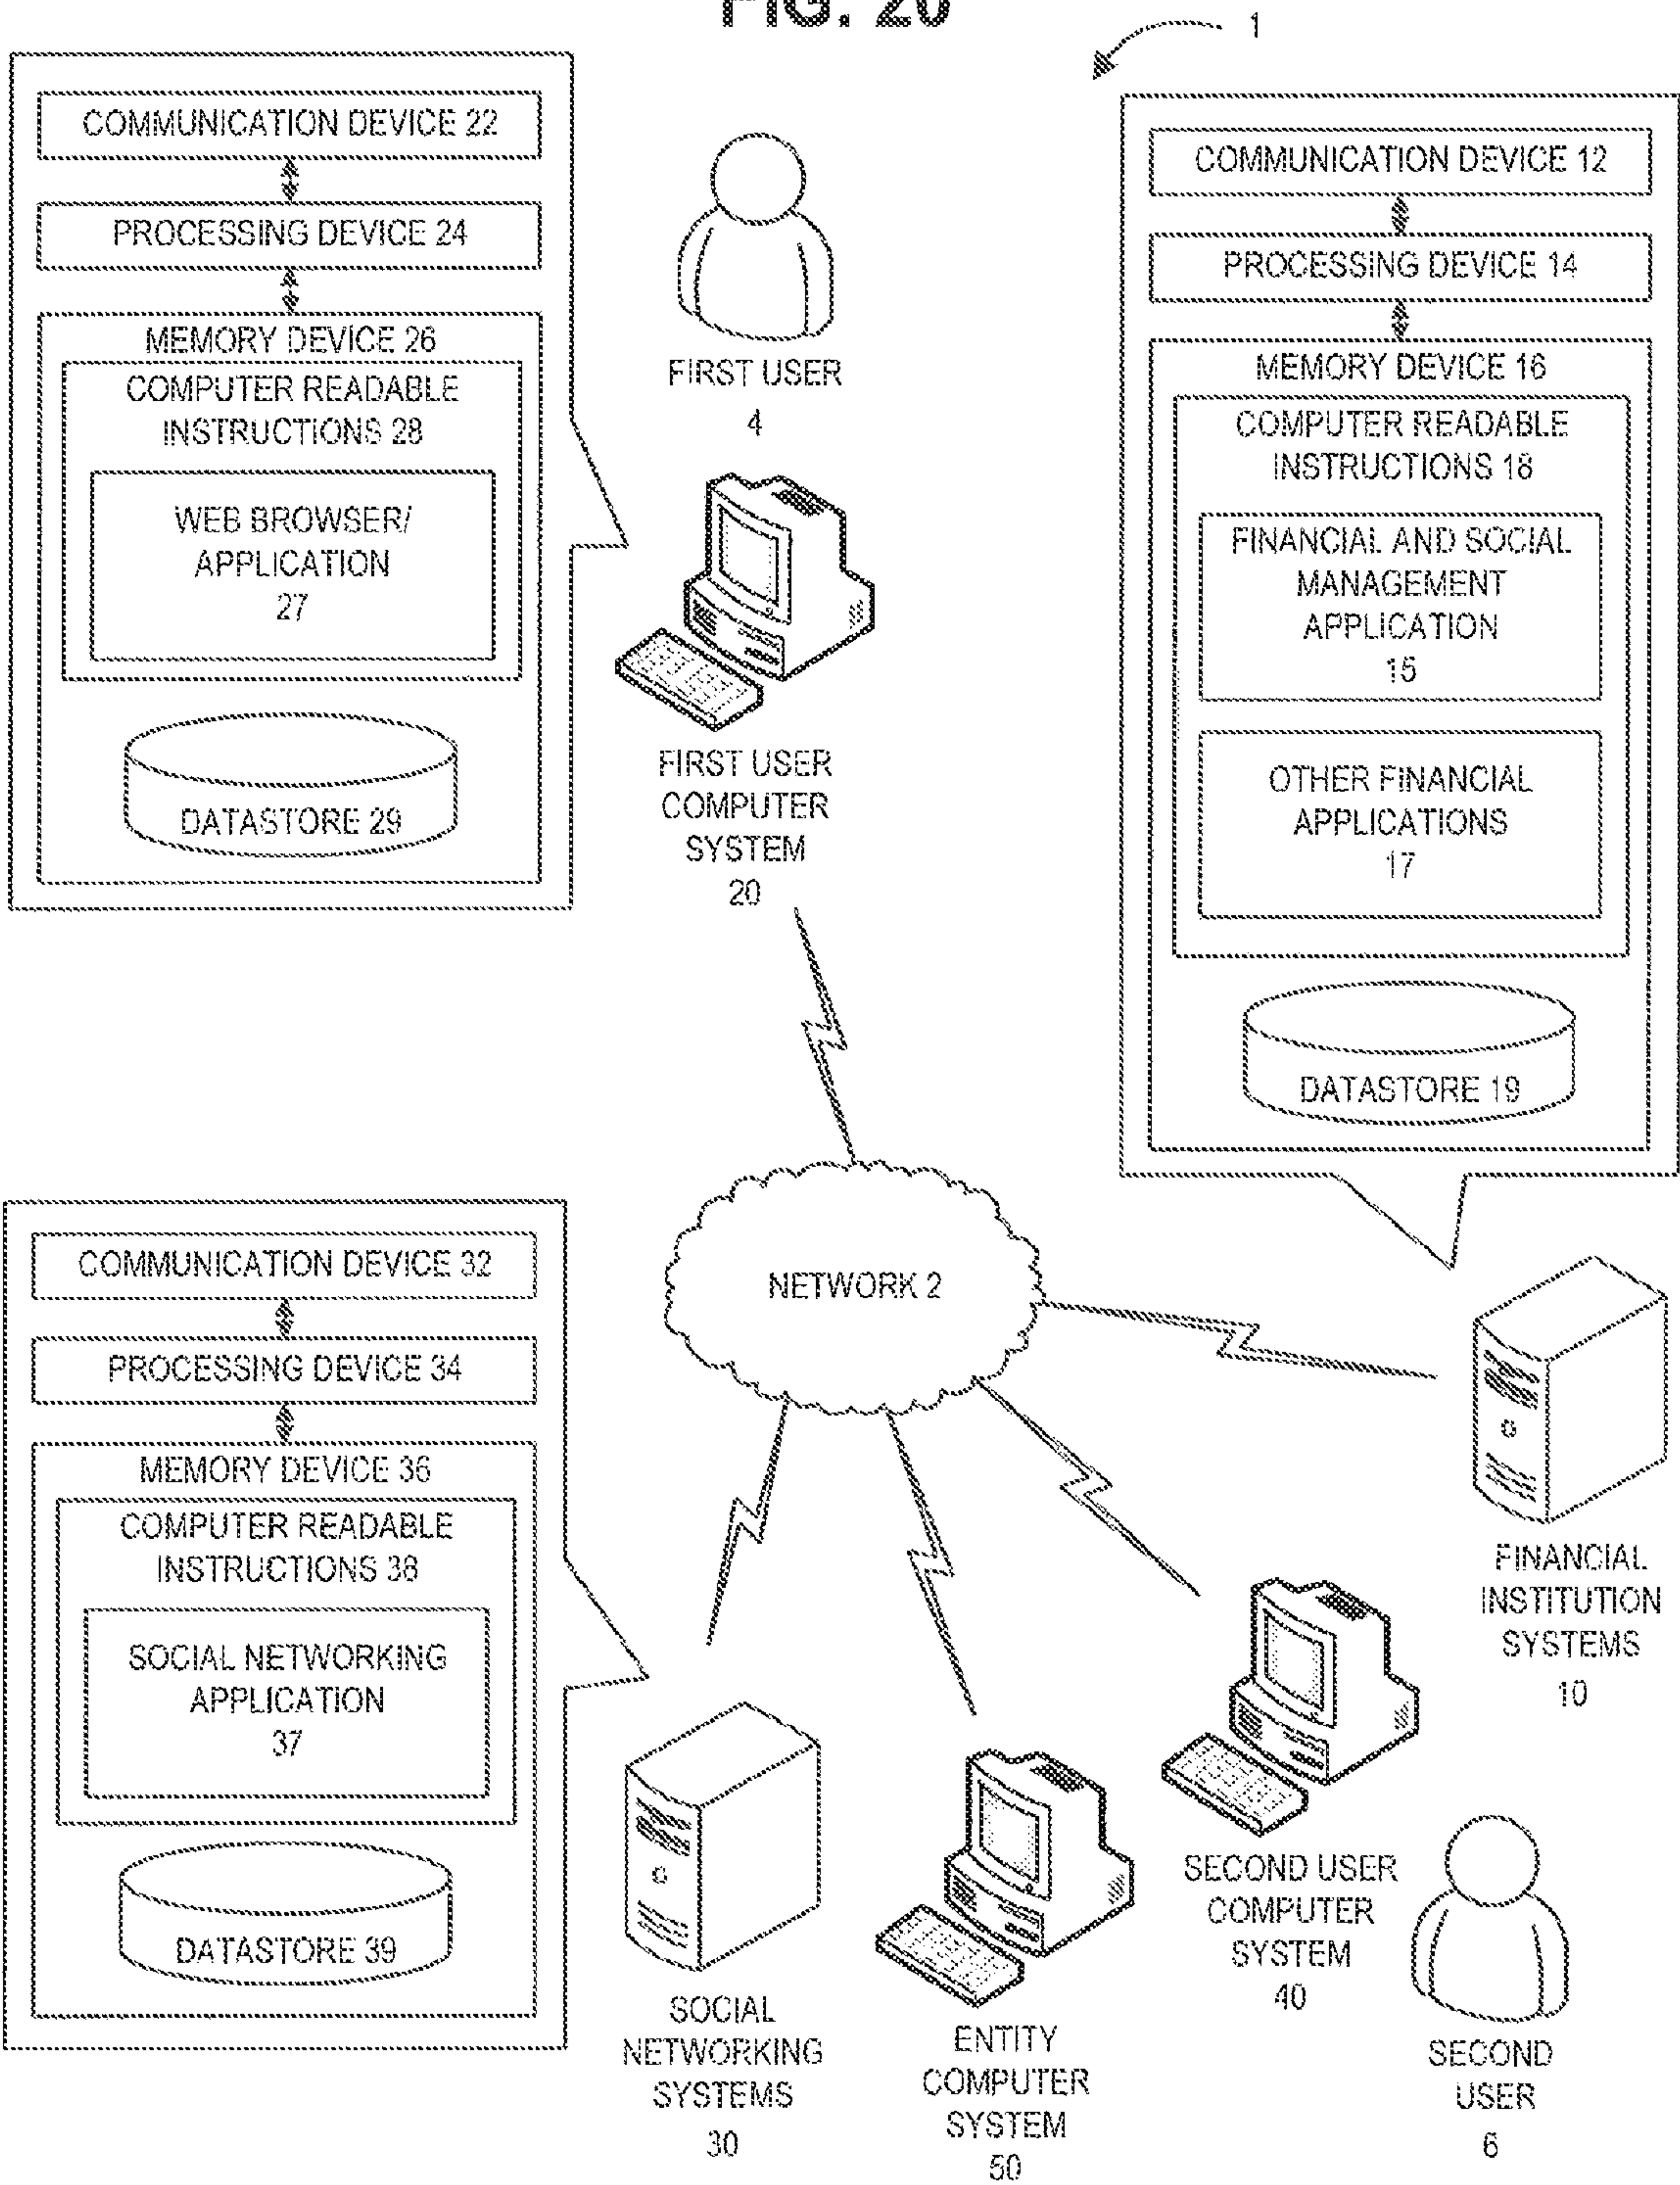 FIG. 20
1
COMMUNICATION DEVICE 22
PROCESSING DEVICE 24
MEMORY DEVICE 26
COMPUTER READABLE
INSTRUCTIONS 28
WEB BROWSER/
APPLICATION
27
DATASTORE 29
FIRST USER
4
FIRST USER
COMPUTER
SYSTEM
20
COMMUNICATION DEVICE 12
PROCESSING DEVICE 14
MEMORY DEVICE 16
COMPUTER READABLE
INSTRUCTIONS 18
FINANCIAL AND SOCIAL
MANAGEMENT
APPLICATION
15
OTHER FINANCIAL
APPLICATIONS
17
DATASTORE 19
NETWORK 2
COMMUNICATION DEVICE 32
PROCESSING DEVICE 34
MEMORY DEVICE 36
COMPUTER READABLE
INSTRUCTIONS 38
SOCIAL NETWORKING
APPLICATION
37
DATASTORE 39
SOCIAL
NETWORKING
SYSTEMS
30
ENTITY
COMPUTER
SYSTEM
50
SECOND USER
COMPUTER
SYSTEM
40
FINANCIAL
INSTITUTION
SYSTEMS
10
SECOND
USER
6